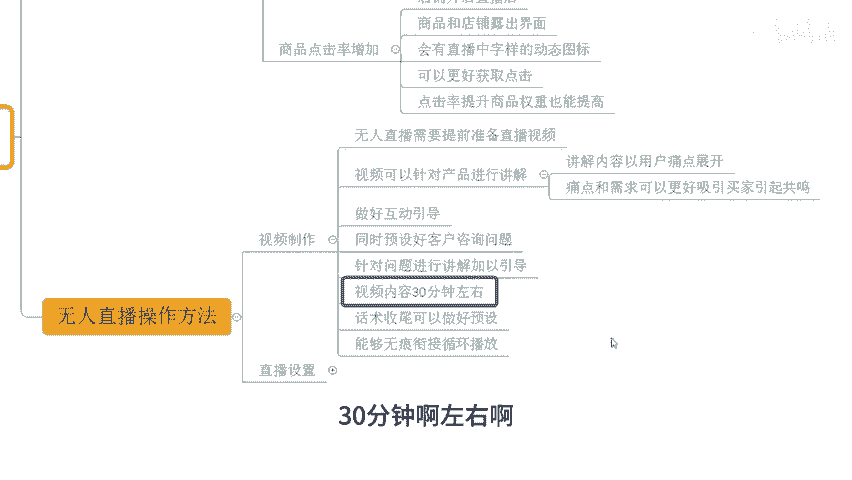 商品和店铺露出界面
商品点击率增加
会有直播中字样的动态图标
可以更好获取点击
点击率提升商品权重也能提高
无人直播需要提前准备直播视频
视频可以针对产品进行讲解
讲解内容以用户痛点展开
痛点和需求可以更好吸引买家引起共鸣
做好互动引导
视频制作
同时预设好客户咨询问题
针对问题进行讲解加以引导
视频内容30分钟左右
无人直播操作方法
话术收尾可以做好预设
能够无痕衔接循环播放
直播设置
30分钟啊左右啊